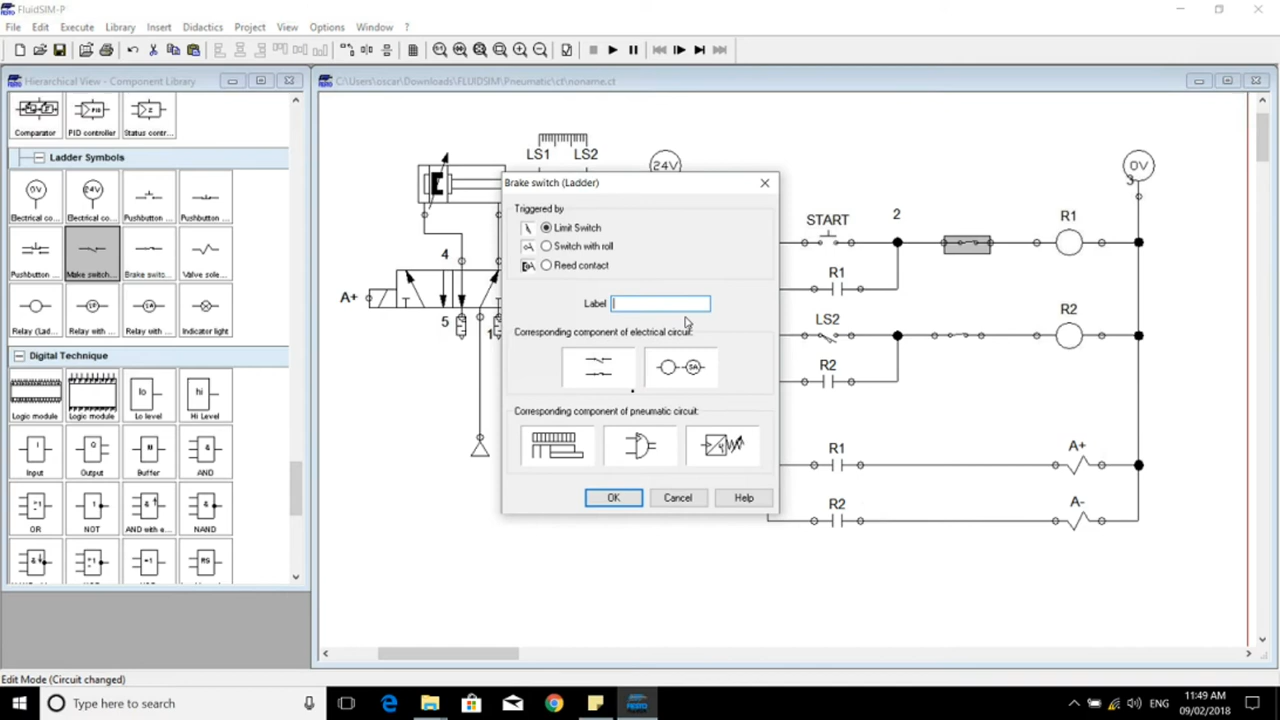 FluidSIM-P
File Edit Execute Library Insert Didactics Project View Options Window ?
Hierarchical View - Component Library
C:\Users\oscar\Downloads\FLUIDSIM\Pneumatic\ct\noname.ct
Comparator PID controller Status contr...
Ladder Symbols
0V 24V
Electrical co... Electrical co... Pushbutton ... Pushbutton ...
Pushbutton ... Make switch... Brake switc... Valve sole...
Relay (Lad... Relay with ... Relay with ... Indicator light
Digital Technique
lo hi
Logic module Logic module Lo level Hi Level
Input Output Buffer AND
OR NOT AND with e... NAND
RS
LS1 LS2
24V
0V
3
4
A+
5
1
START
2
R1
R1
LS2
R2
R2
R1
A+
R2
A-
Brake switch (Ladder)
Triggered by
Limit Switch
Switch with roll
Reed contact
Label
Corresponding component of electrical circuit:
Corresponding component of pneumatic circuit:
OK Cancel Help
Edit Mode (Circuit changed)
Type here to search
ENG
11:49 AM
09/02/2018